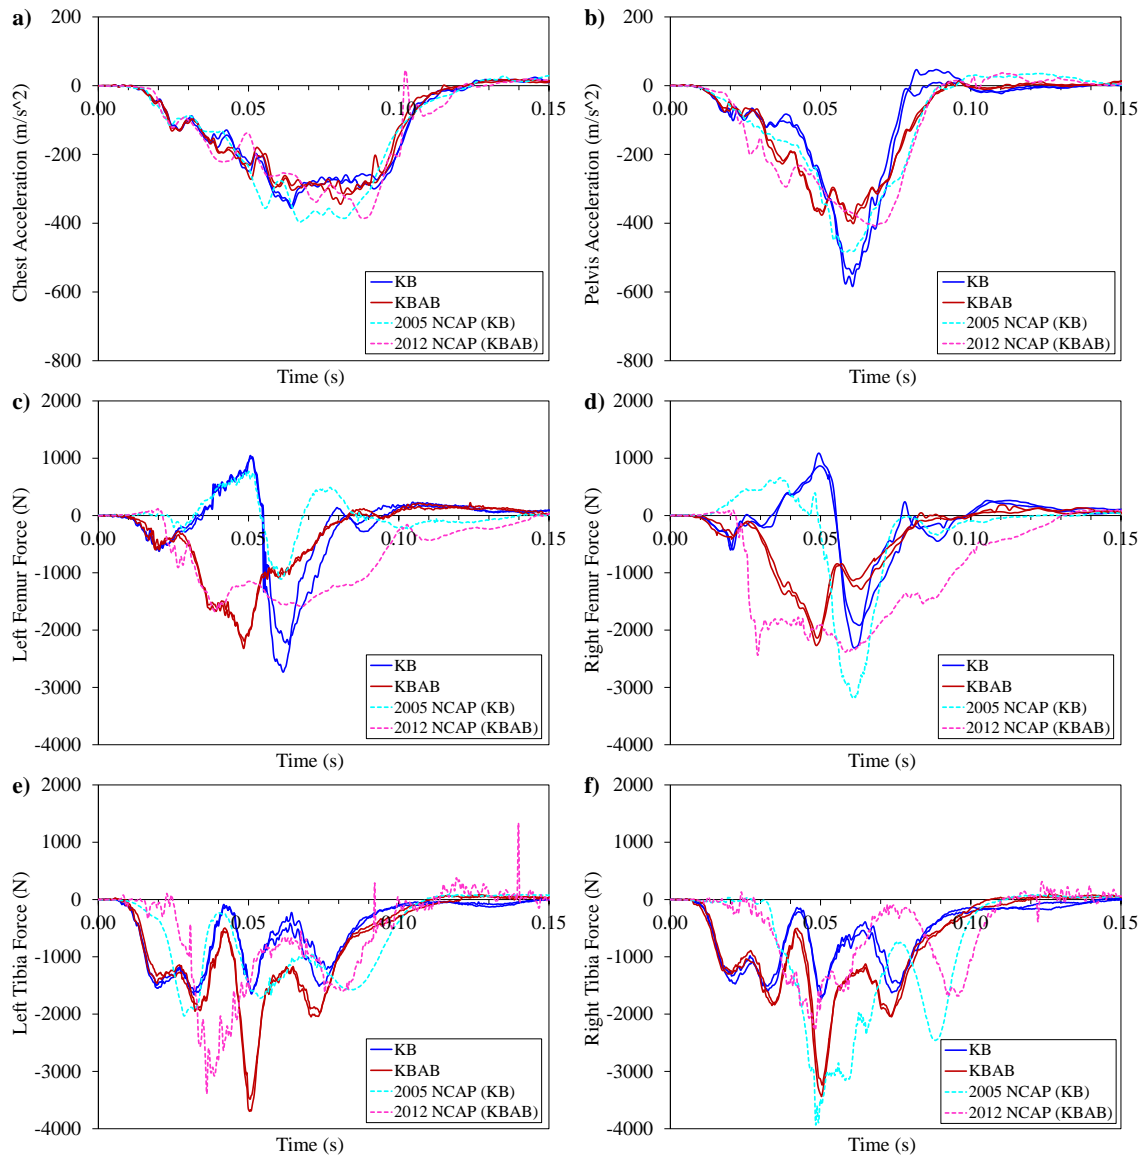 a)
200
0
-200
-400
-600
-800
0.00
0.05
0.10
0.15
Chest Acceleration (m/s^2)
Time (s)
KB
KBAB
2005 NCAP (KB)
2012 NCAP (KBAB)
b)
200
0
-200
-400
-600
-800
0.00
0.05
0.10
0.15
Pelvis Acceleration (m/s^2)
Time (s)
KB
KBAB
2005 NCAP (KB)
2012 NCAP (KBAB)
c)
2000
1000
0
-1000
-2000
-3000
-4000
0.00
0.05
0.10
0.15
Left Femur Force (N)
Time (s)
KB
KBAB
2005 NCAP (KB)
2012 NCAP (KBAB)
d)
2000
1000
0
-1000
-2000
-3000
-4000
0.00
0.05
0.10
0.15
Right Femur Force (N)
Time (s)
KB
KBAB
2005 NCAP (KB)
2012 NCAP (KBAB)
e)
2000
1000
0
-1000
-2000
-3000
-4000
0.00
0.05
0.10
0.15
Left Tibia Force (N)
Time (s)
KB
KBAB
2005 NCAP (KB)
2012 NCAP (KBAB)
f)
2000
1000
0
-1000
-2000
-3000
-4000
0.00
0.05
0.10
0.15
Right Tibia Force (N)
Time (s)
KB
KBAB
2005 NCAP (KB)
2012 NCAP (KBAB)